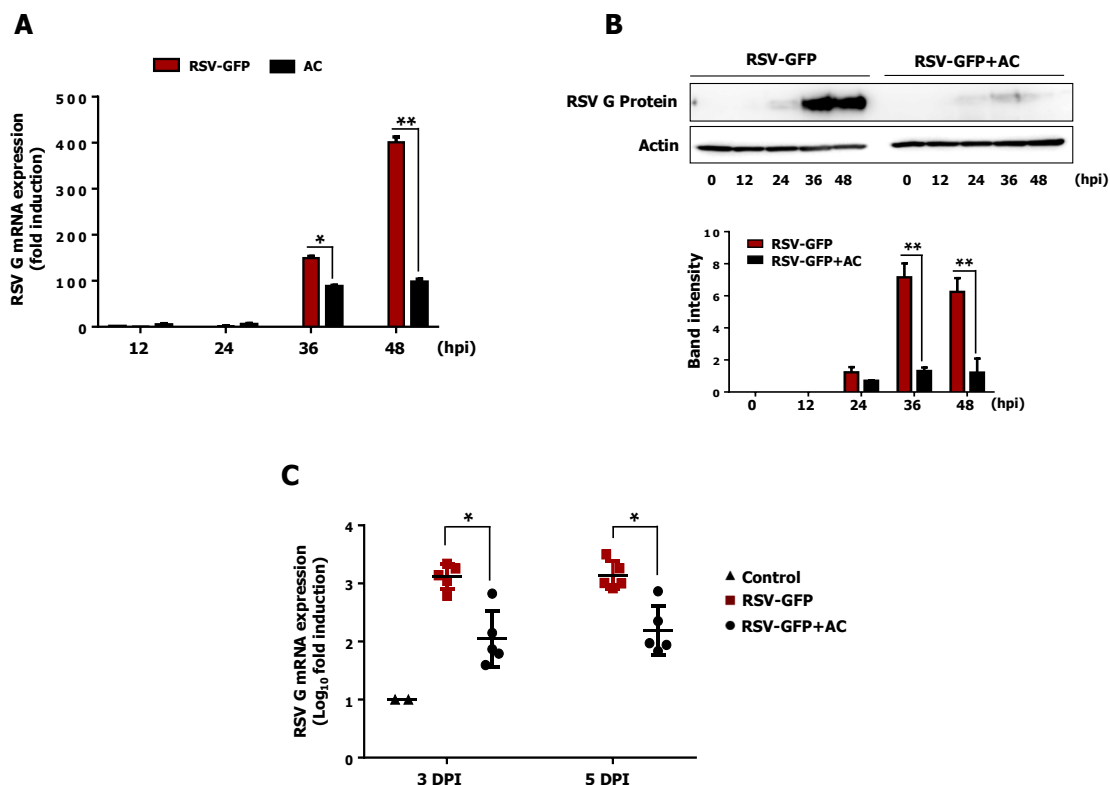 A
RSV-GFP AC
RSV G mRNA expression
(fold induction)
500
400
300
200
100
0
*
**
12 24 36 48 (hpi)
B
RSV-GFP RSV-GFP+AC
RSV G Protein
Actin
0 12 24 36 48 0 12 24 36 48 (hpi)
RSV-GFP
RSV-GFP+AC
Band intensity
8
6
4
2
0
**
**
0 12 24 36 48 (hpi)
C
RSV G mRNA expression
(Log10 fold induction)
4
3
2
1
0
* *
3 DPI 5 DPI
Control
RSV-GFP
RSV-GFP+AC